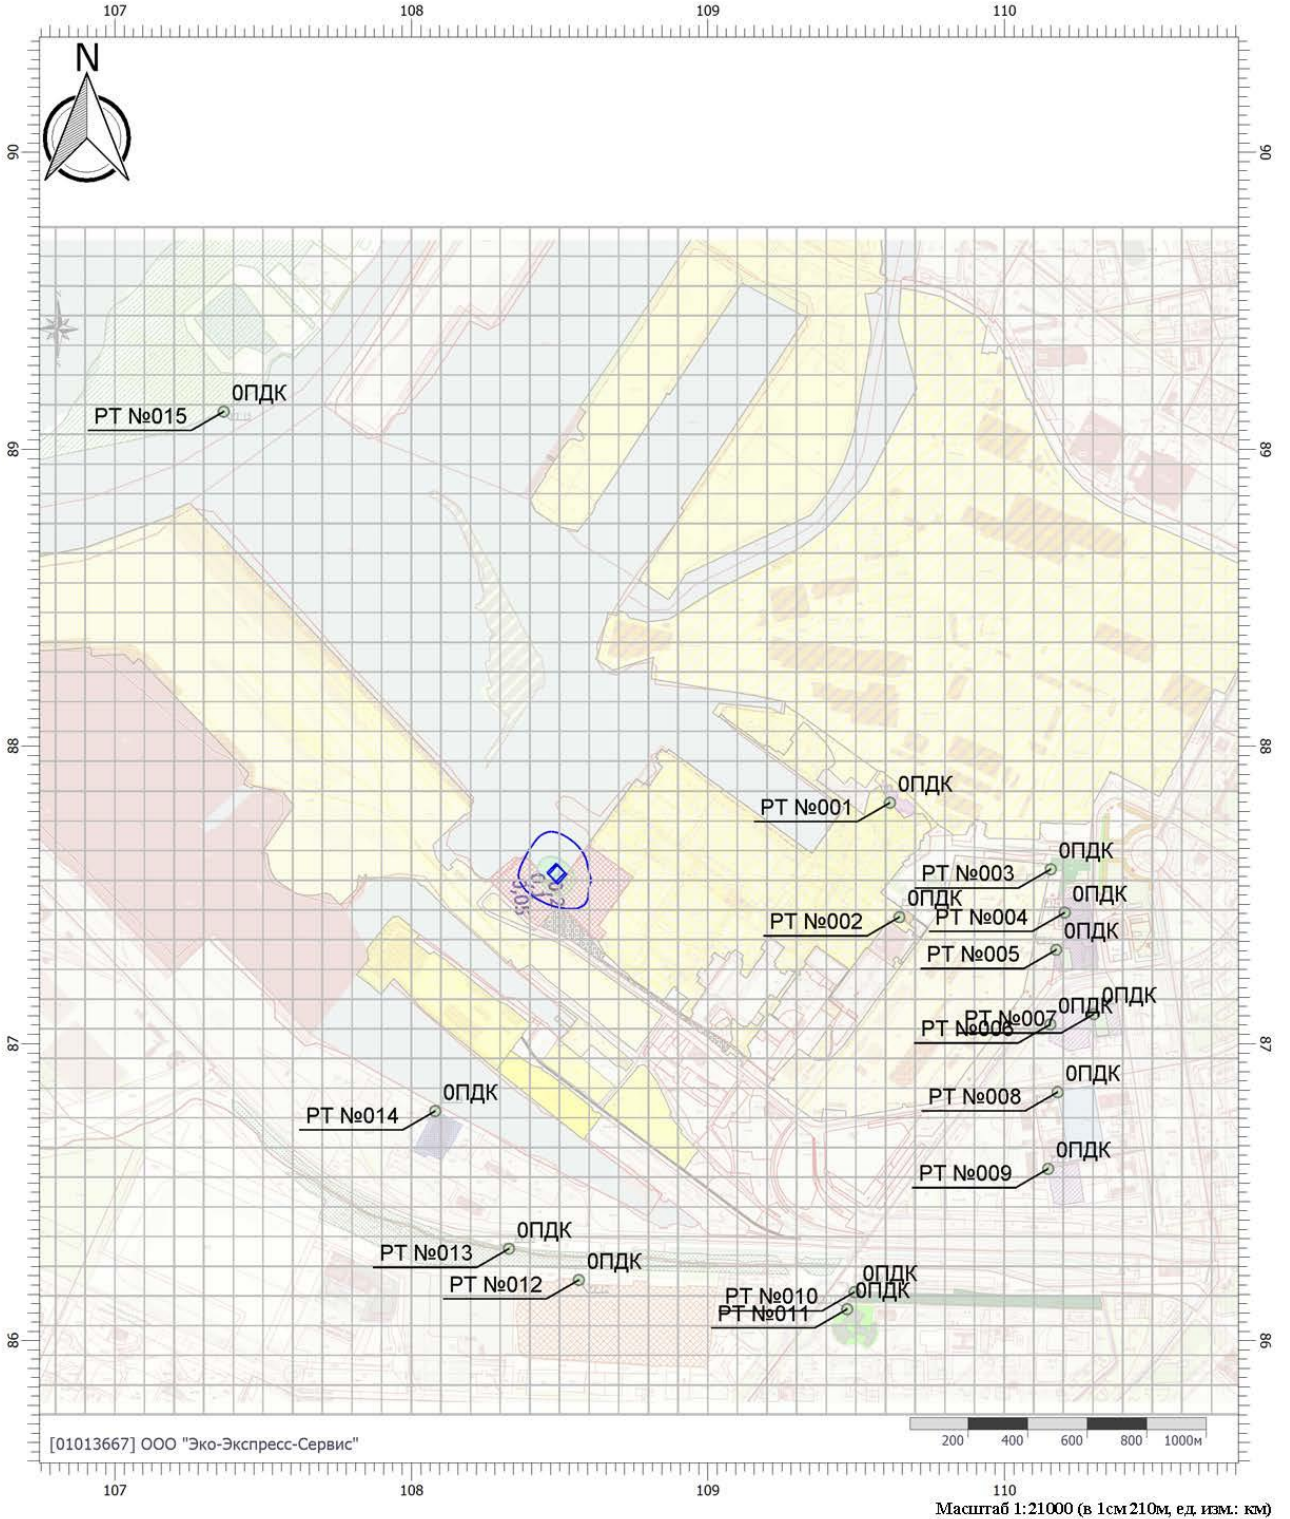 107 108 109 110
N
90 90
0ПДК
РТ №015
89 89
88 88
0ПДК
РТ №001
0ПДК
РТ №003
0ПДК
0ПДК
РТ №004
РТ №002
0ПДК
РТ №005
0ПДК
0ПДК
РТ №007
РТ №006
87 87
0ПДК
РТ №008
0ПДК
РТ №014
0ПДК
РТ №009
0ПДК
РТ №013
0ПДК
РТ №012
0ПДК
РТ №010
0ПДК
РТ №011
86 86
200 400 600 800 1000м
[01013667] ООО "Эко-Экспресс-Сервис"
107 108 109 110
Масштаб 1:21000 (в 1см 210м, ед. изм.: км)